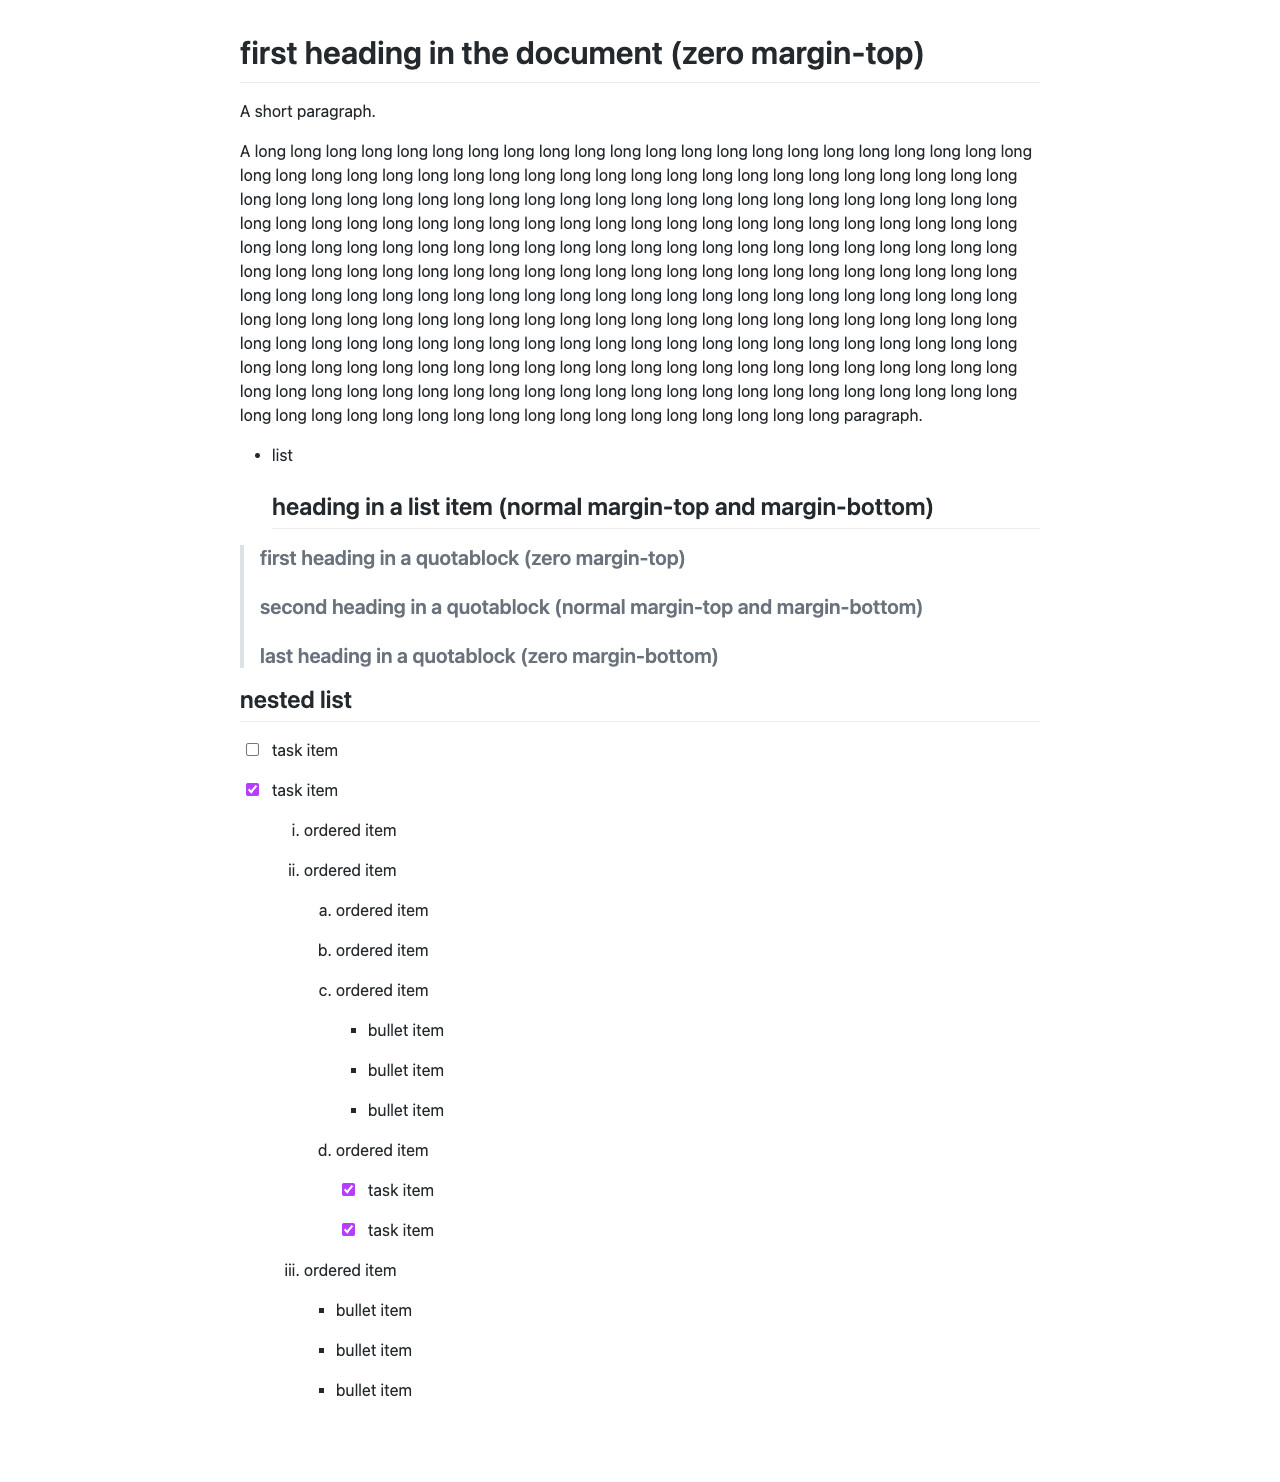 first heading in the document (zero margin-top)
A short paragraph.
A long long long long long long long long long long long long long long long long long long long long long long
long long long long long long long long long long long long long long long long long long long long long long
long long long long long long long long long long long long long long long long long long long long long long
long long long long long long long long long long long long long long long long long long long long long long
long long long long long long long long long long long long long long long long long long long long long long
long long long long long long long long long long long long long long long long long long long long long long
long long long long long long long long long long long long long long long long long long long long long long
long long long long long long long long long long long long long long long long long long long long long long
long long long long long long long long long long long long long long long long long long long long long long
long long long long long long long long long long long long long long long long long long long long long long
long long long long long long long long long long long long long long long long long long long long long long
long long long long long long long long long long long long long long long long long paragraph.
• list
heading in a list item (normal margin-top and margin-bottom)
first heading in a quotablock (zero margin-top)
second heading in a quotablock (normal margin-top and margin-bottom)
last heading in a quotablock (zero margin-bottom)
nested list
task item
task item
i. ordered item
ii. ordered item
a. ordered item
b. ordered item
c. ordered item
▪ bullet item
▪ bullet item
▪ bullet item
d. ordered item
task item
task item
iii. ordered item
▪ bullet item
▪ bullet item
▪ bullet item